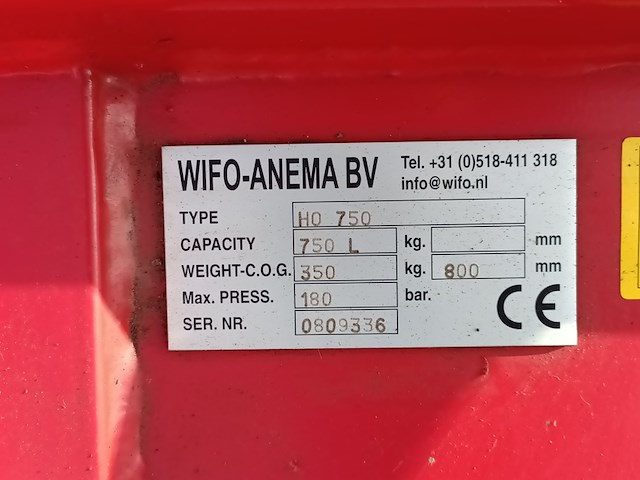 WIFO-ANEMA BV Tel. +31 (0)518-411 318
info@wifo.nl
TYPE HO 750
CAPACITY 750 L kg. mm
WEIGHT-C.O.G. 350 kg. 800 mm
Max. PRESS. 180 bar.
SER. NR. 0809336 CE